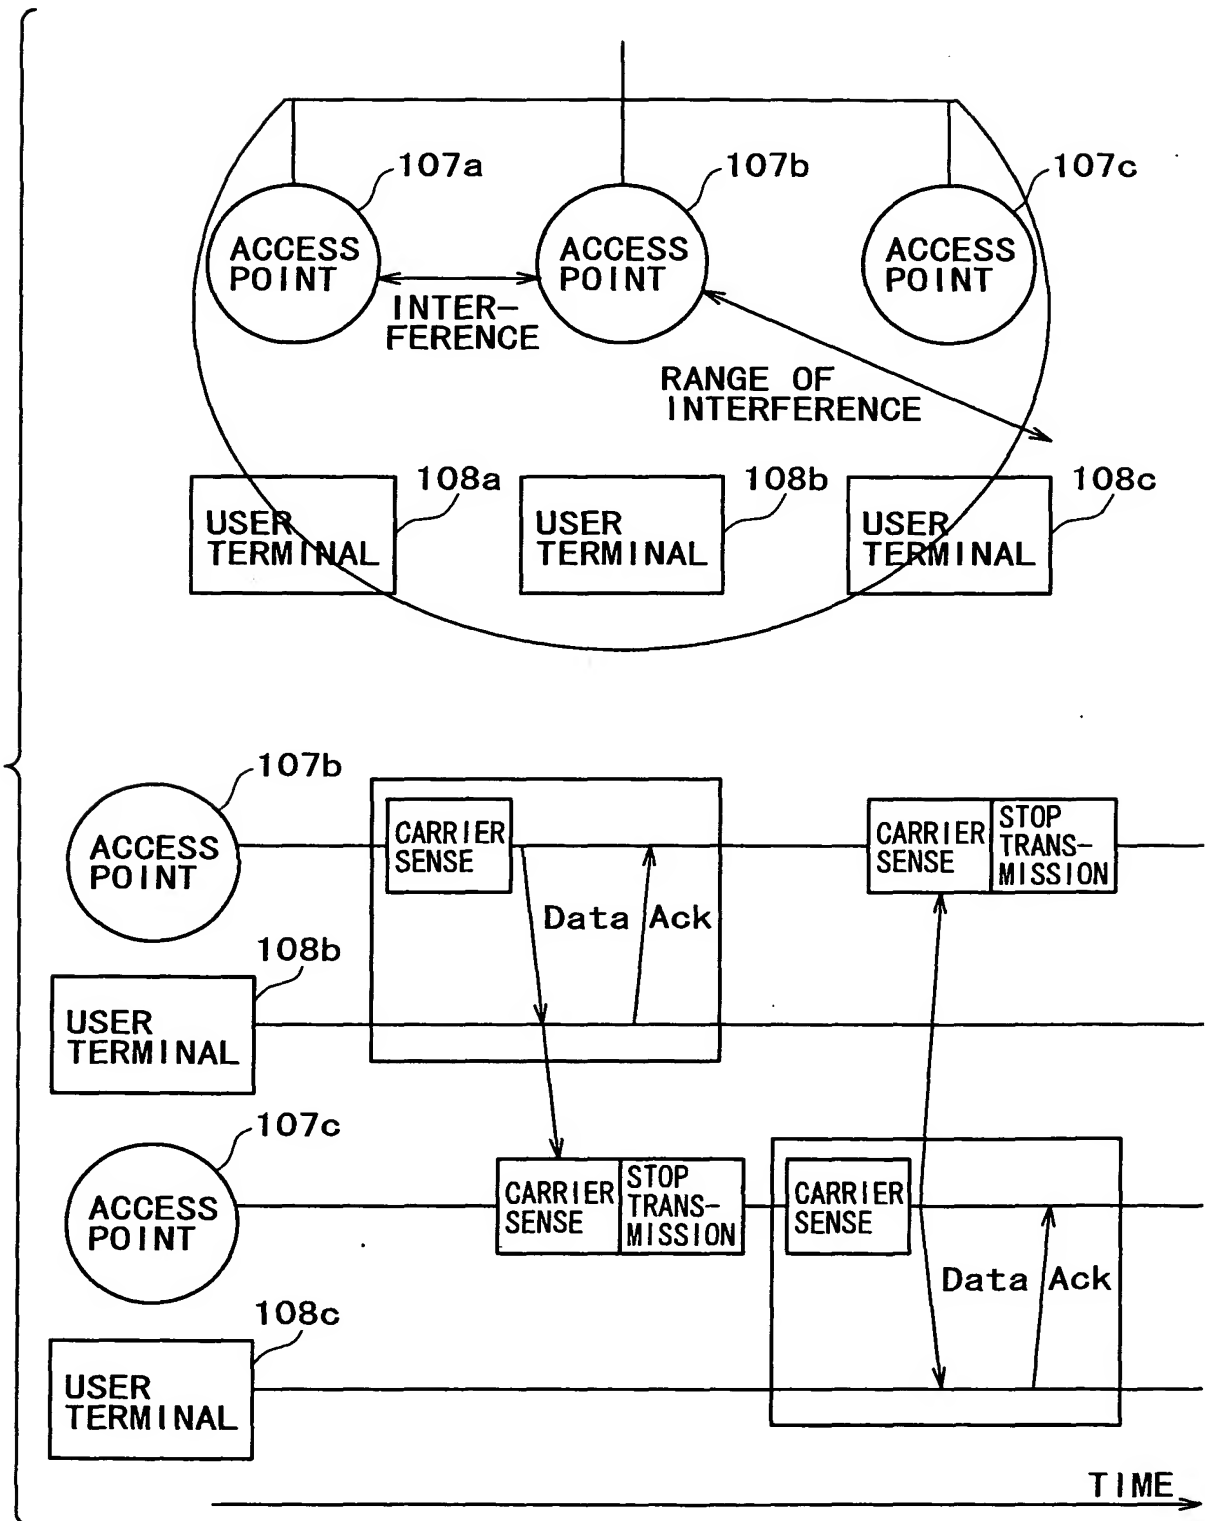 107a
107b
107c
ACCESS
POINT
ACCESS
POINT
ACCESS
POINT
INTER-
FERENCE
RANGE OF
INTERFERENCE
108a
108b
108c
USER
TERMINAL
USER
TERMINAL
USER
TERMINAL
107b
ACCESS
POINT
CARRIER
SENSE
Data
Ack
CARRIER
SENSE
STOP
TRANS-
MISSION
108b
USER
TERMINAL
107c
ACCESS
POINT
CARRIER
SENSE
STOP
TRANS-
MISSION
CARRIER
SENSE
Data
Ack
108c
USER
TERMINAL
TIME